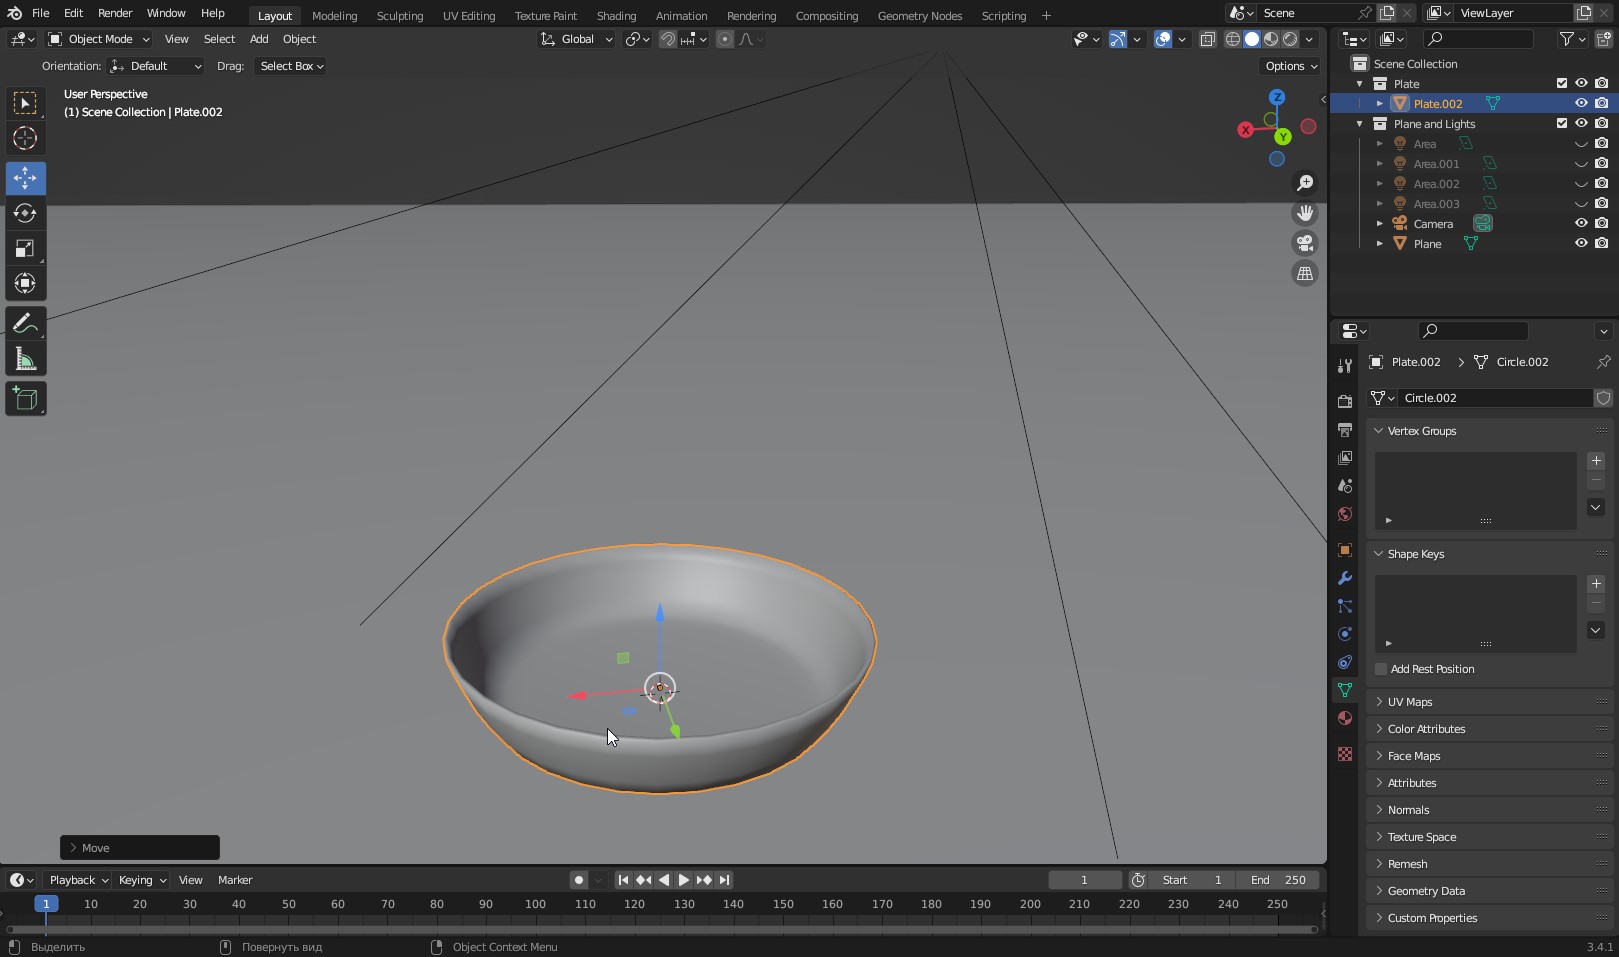 File Edit Render Window Help Layout Modeling Sculpting UV Editing Texture Paint Shading Animation Rendering Compositing Geometry Nodes Scripting + Scene ViewLayer
Object Mode View Select Add Object Global
Orientation: Default Drag: Select Box Options
User Perspective
(1) Scene Collection | Plate.002
X
Y
Z
Move
Scene Collection
Plate
Plate.002
Plane and Lights
Area
Area.001
Area.002
Area.003
Camera
Plane
Plate.002 > Circle.002
Circle.002
Vertex Groups
Shape Keys
Add Rest Position
UV Maps
Color Attributes
Face Maps
Attributes
Normals
Texture Space
Remesh
Geometry Data
Custom Properties
Playback Keying View Marker 1 Start 1 End 250
1 10 20 30 40 50 60 70 80 90 100 110 120 130 140 150 160 170 180 190 200 210 220 230 240 250
Выделить Повернуть вид Object Context Menu 3.4.1